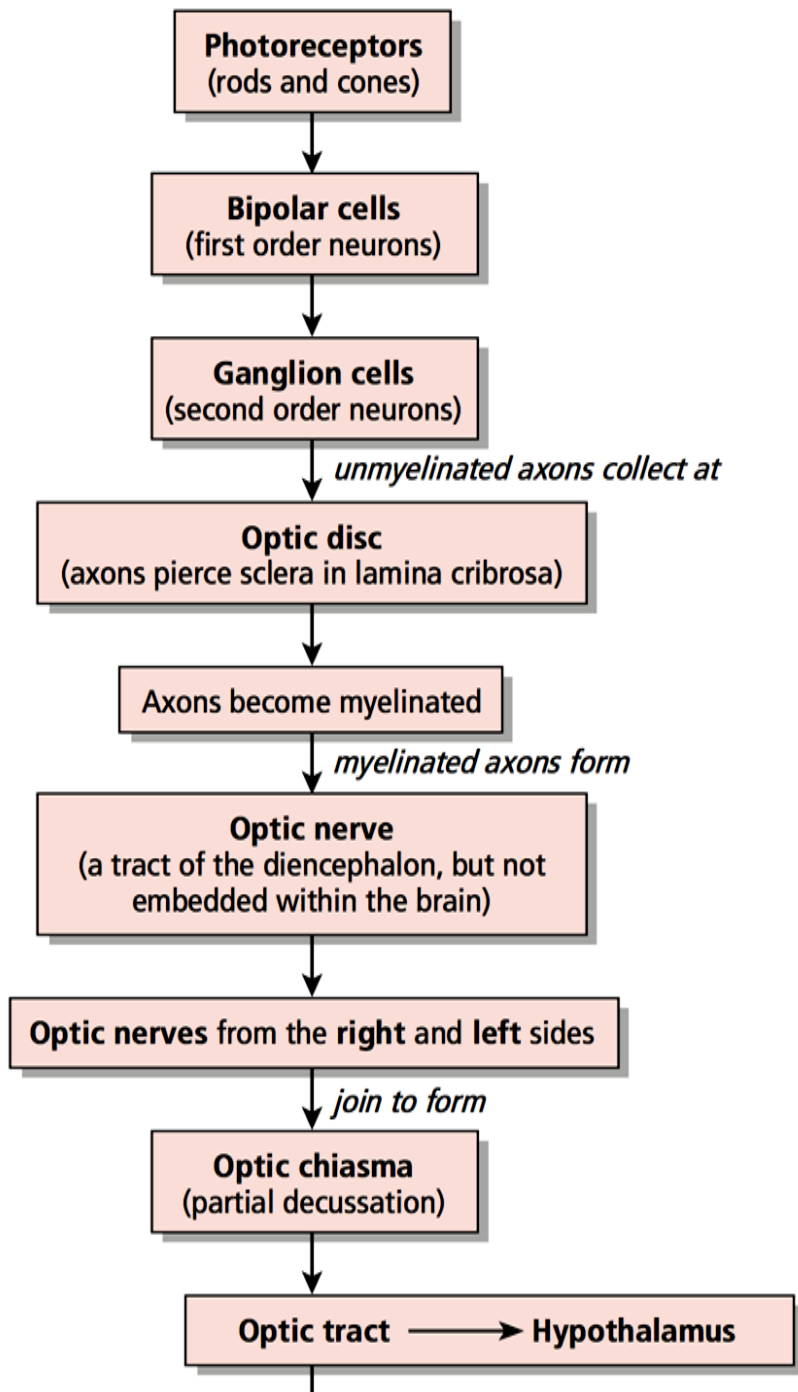 Photoreceptors
(rods and cones)
Bipolar cells
(first order neurons)
Ganglion cells
(second order neurons)
unmyelinated axons collect at
Optic disc
(axons pierce sclera in lamina cribrosa)
Axons become myelinated
myelinated axons form
Optic nerve
(a tract of the diencephalon, but not
embedded within the brain)
Optic nerves from the right and left sides
join to form
Optic chiasma
(partial decussation)
Optic tract Hypothalamus